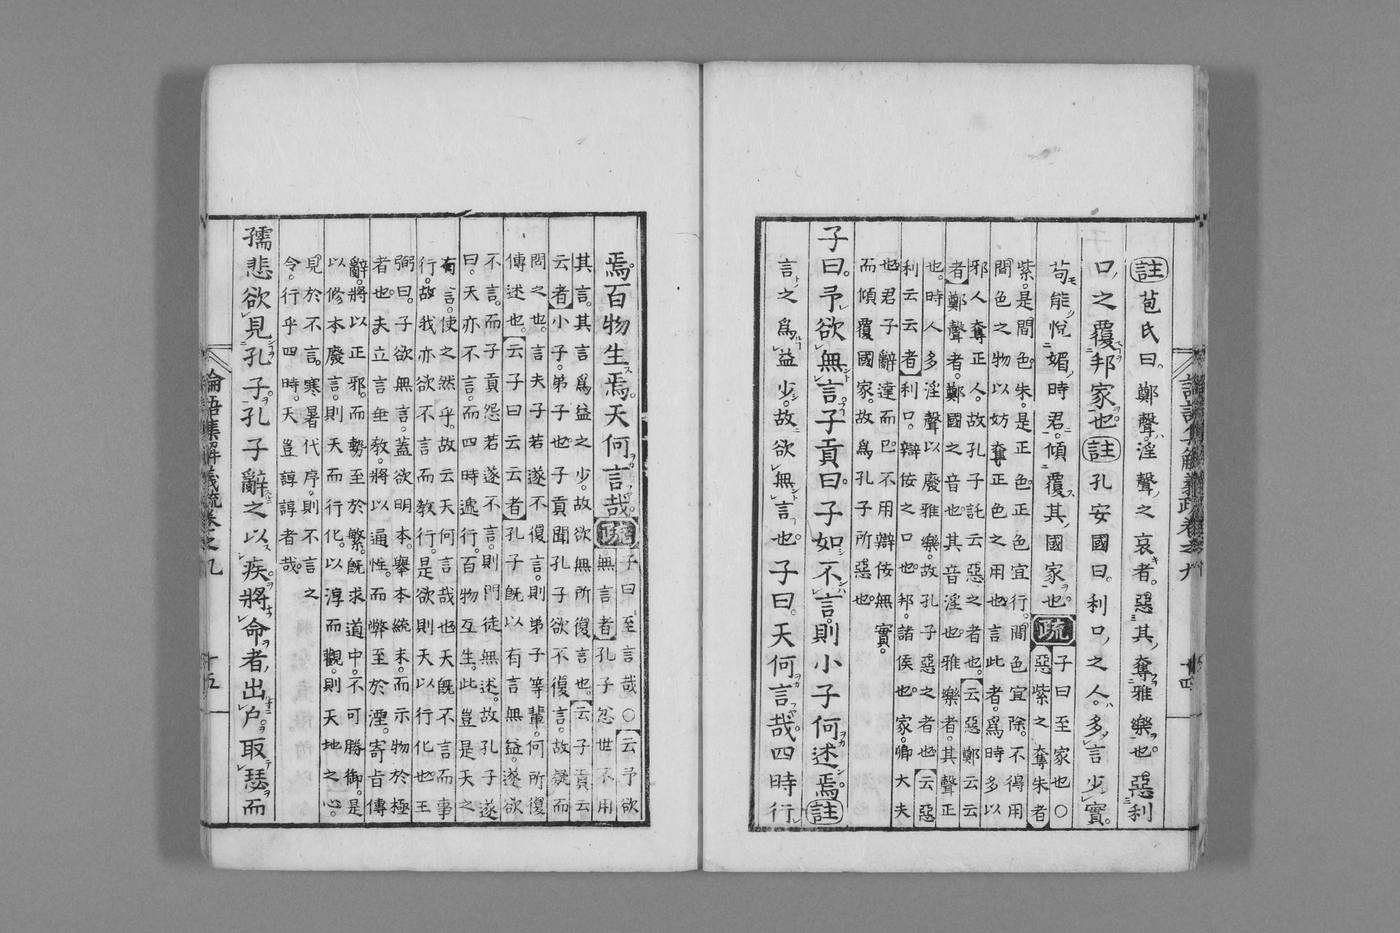 註苞氏曰鄭聲淫聲之哀者惡其奪雅樂也惡利
口之覆邦家也註孔安國曰利口之人多言少實
苟能悅媚時君傾覆其國家也疏子曰至家也○
惡紫之奪朱者
紫是間色朱是正色正色宜行間色宜除不得用
間色之物以妨奪正色之用也言此者爲時多以
邪人奪正人故孔子託云惡之者也云惡鄭云云
者鄭聲者鄭國之音也其音淫也雅樂者其聲正
也時人多淫聲以廢雅樂故孔子惡之者也云惡
利云云者利口辯佞之口也邦諸侯也家卿大夫
也君子辭達而已不用辯佞無實
而傾覆國家故爲孔子所惡也
子曰予欲無言子貢曰子如不言則小子何述焉註
言之爲益少故欲無言也子曰天何言哉四時行
焉百物生焉天何言哉疏子曰至言哉○云予欲
無言者孔子忿世不用
其言其言爲益之少故欲無所復言也云子貢云
云者小子弟子也子貢聞孔子欲不復言故疑而
問之也言夫子若遂不復言則弟子等輩何所復
傳述也云子曰云云者孔子既以有言無益遂欲
不言而子貢怨若遂不言則門徒無述故孔子遂
曰天亦不言而四時遞行百物互生此豈是天之
有言使之然乎故云天何言哉也天既不言而事
行故我亦欲不言而教行是欲則天以行化也王
弼曰子欲無言蓋欲明本舉本統末而示物於極
者也夫立言垂教將以通性而弊至於湮寄旨傳
辭將以正邪而勢至於繁既求道中不可勝御是
以修本廢言則天而行化以淳而觀則天地之心
見於不言寒暑代序則不言之
令行乎四時天豈諄諄者哉
孺悲欲見孔子孔子辭之以疾將命者出戶取瑟而
論語集解義疏卷之九
十五